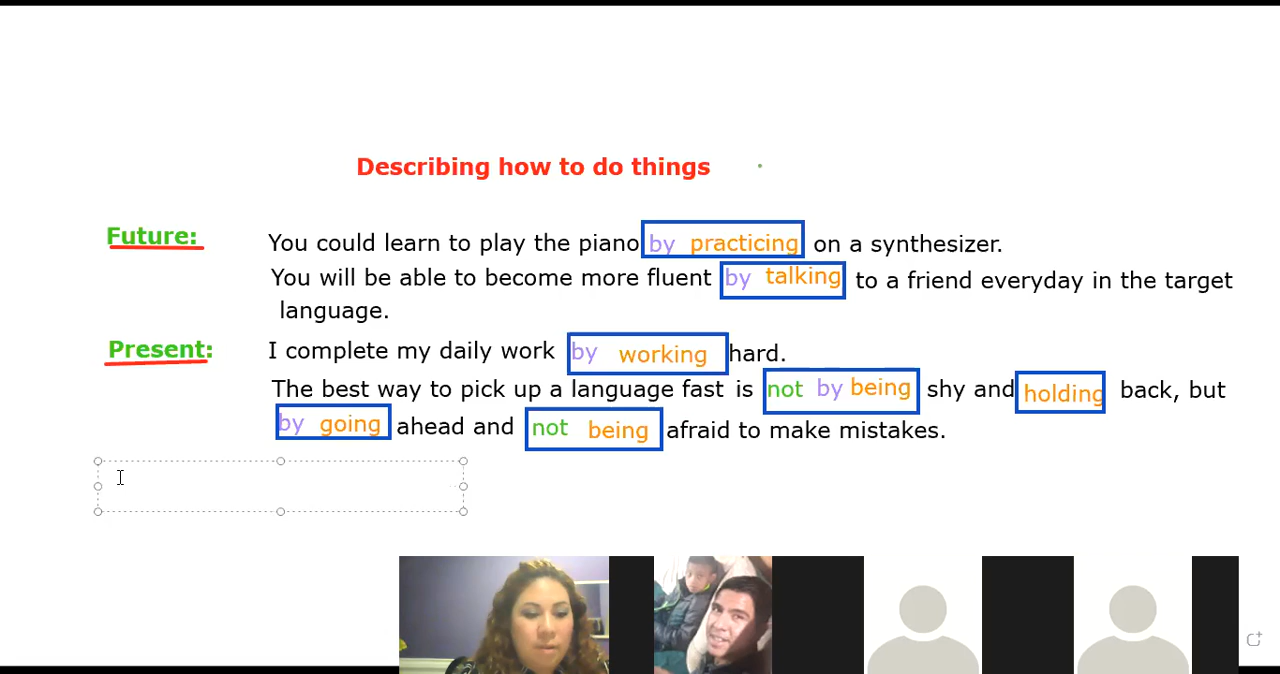 Describing how to do things
Future: You could learn to play the piano by practicing on a synthesizer.
You will be able to become more fluent by talking to a friend everyday in the target
language.
Present: I complete my daily work by working hard.
The best way to pick up a language fast is not by being shy and holding back, but
by going ahead and not being afraid to make mistakes.